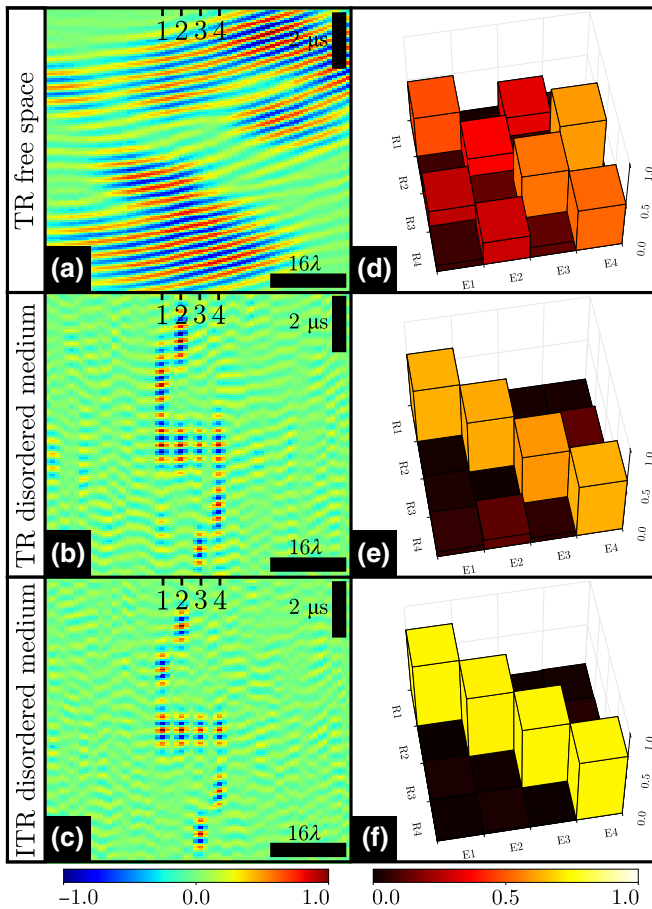 TR free space
1 2 3 4
2 μs
16λ
(a)
(d)
R1
R2
R3
R4
E1
E2
E3
E4
1.0
0.5
0.0
TR disordered medium
1 2 3 4
2 μs
16λ
(b)
(e)
R1
R2
R3
R4
E1
E2
E3
E4
1.0
0.5
0.0
ITR disordered medium
1 2 3 4
2 μs
16λ
(c)
(f)
R1
R2
R3
R4
E1
E2
E3
E4
1.0
0.5
0.0
−1.0 0.0 1.0
0.0 0.5 1.0